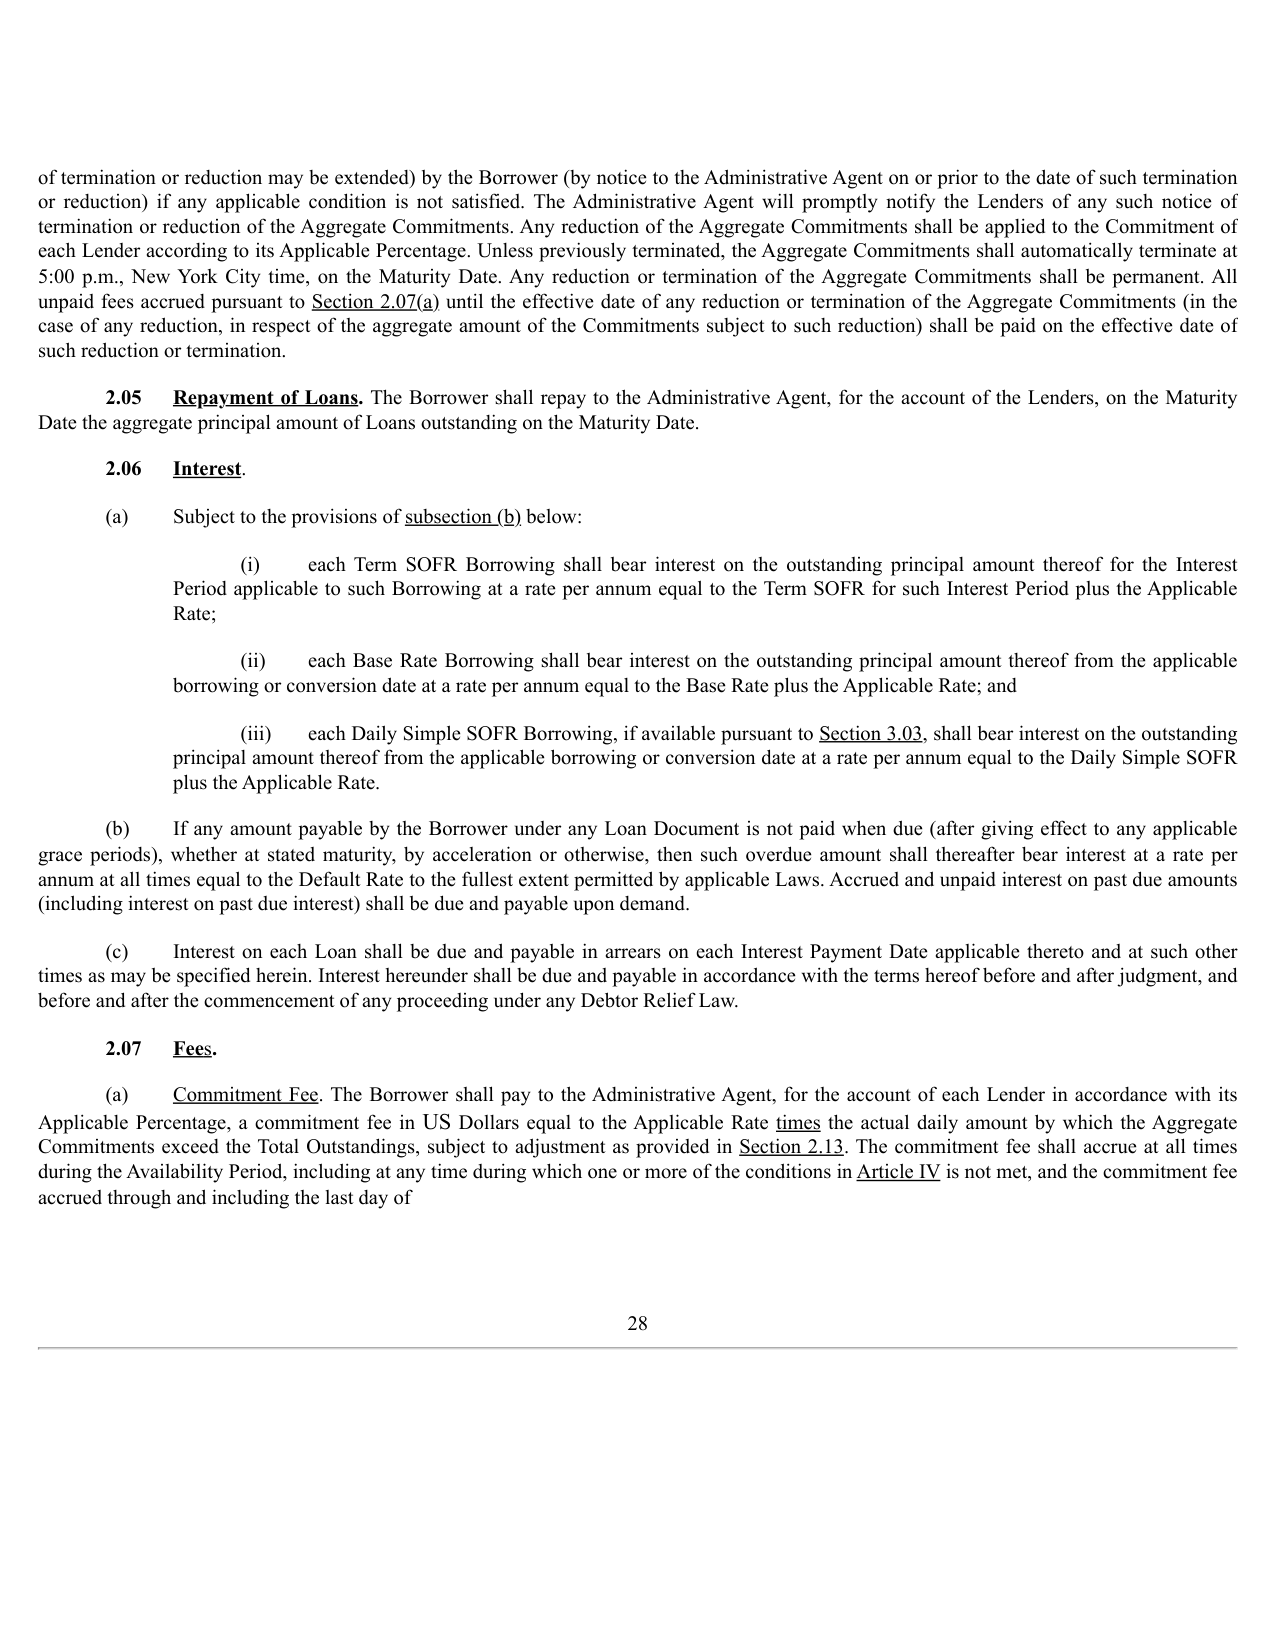 of termination or reduction may be extended) by the Borrower (by notice to the Administrative Agent on or prior to the date of such termination
or reduction) if any applicable condition is not satisfied. The Administrative Agent will promptly notify the Lenders of any such notice of
termination or reduction of the Aggregate Commitments. Any reduction of the Aggregate Commitments shall be applied to the Commitment of
each Lender according to its Applicable Percentage. Unless previously terminated, the Aggregate Commitments shall automatically terminate at
5:00 p.m., New York City time, on the Maturity Date. Any reduction or termination of the Aggregate Commitments shall be permanent. All
unpaid fees accrued pursuant to Section 2.07(a) until the effective date of any reduction or termination of the Aggregate Commitments (in the
case of any reduction, in respect of the aggregate amount of the Commitments subject to such reduction) shall be paid on the effective date of
such reduction or termination.
2.05 Repayment of Loans. The Borrower shall repay to the Administrative Agent, for the account of the Lenders, on the Maturity
Date the aggregate principal amount of Loans outstanding on the Maturity Date.
2.06 Interest.
(a) Subject to the provisions of subsection (b) below:
(i) each Term SOFR Borrowing shall bear interest on the outstanding principal amount thereof for the Interest
Period applicable to such Borrowing at a rate per annum equal to the Term SOFR for such Interest Period plus the Applicable
Rate;
(ii) each Base Rate Borrowing shall bear interest on the outstanding principal amount thereof from the applicable
borrowing or conversion date at a rate per annum equal to the Base Rate plus the Applicable Rate; and
(iii) each Daily Simple SOFR Borrowing, if available pursuant to Section 3.03, shall bear interest on the outstanding
principal amount thereof from the applicable borrowing or conversion date at a rate per annum equal to the Daily Simple SOFR
plus the Applicable Rate.
(b) If any amount payable by the Borrower under any Loan Document is not paid when due (after giving effect to any applicable
grace periods), whether at stated maturity, by acceleration or otherwise, then such overdue amount shall thereafter bear interest at a rate per
annum at all times equal to the Default Rate to the fullest extent permitted by applicable Laws. Accrued and unpaid interest on past due amounts
(including interest on past due interest) shall be due and payable upon demand.
(c) Interest on each Loan shall be due and payable in arrears on each Interest Payment Date applicable thereto and at such other
times as may be specified herein. Interest hereunder shall be due and payable in accordance with the terms hereof before and after judgment, and
before and after the commencement of any proceeding under any Debtor Relief Law.
2.07 Fees.
(a) Commitment Fee. The Borrower shall pay to the Administrative Agent, for the account of each Lender in accordance with its
Applicable Percentage, a commitment fee in US Dollars equal to the Applicable Rate times the actual daily amount by which the Aggregate
Commitments exceed the Total Outstandings, subject to adjustment as provided in Section 2.13. The commitment fee shall accrue at all times
during the Availability Period, including at any time during which one or more of the conditions in Article IV is not met, and the commitment fee
accrued through and including the last day of
28